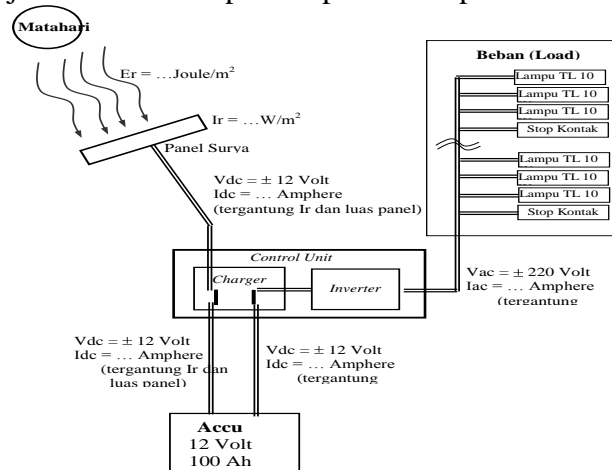 Matahari
Er = …Joule/m²
Ir = …W/m²
Panel Surya
Vdc = ± 12 Volt
Idc = … Amphere
(tergantung Ir dan luas panel)
Beban (Load)
Lampu TL 10
Lampu TL 10
Lampu TL 10
Stop Kontak
Lampu TL 10
Lampu TL 10
Lampu TL 10
Stop Kontak
Control Unit
Charger
Inverter
Vac = ± 220 Volt
Iac = … Amphere
(tergantung
Vdc = ± 12 Volt
Idc = … Amphere
(tergantung Ir dan
luas panel)
Vdc = ± 12 Volt
Idc = … Amphere
(tergantung
Accu
12 Volt
100 Ah